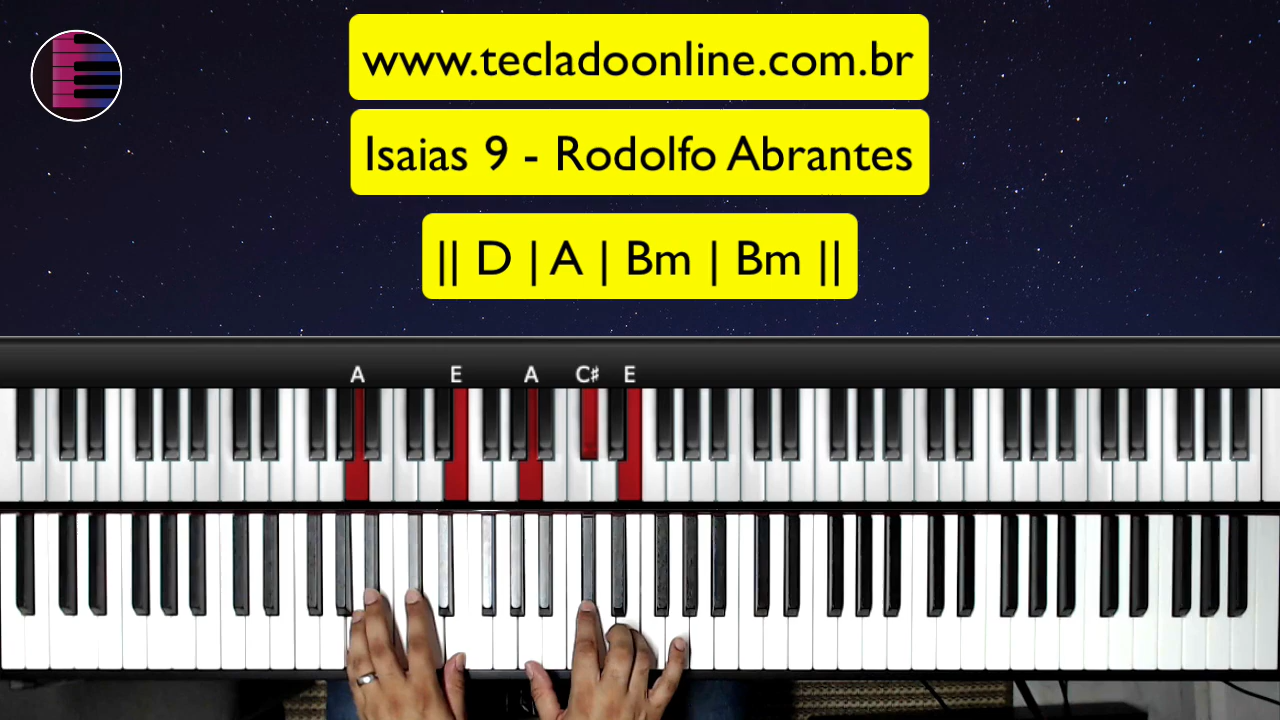 www.tecladoonline.com.br
Isaias 9 - Rodolfo Abrantes
|| D | A | Bm | Bm ||
A E A C♯ E